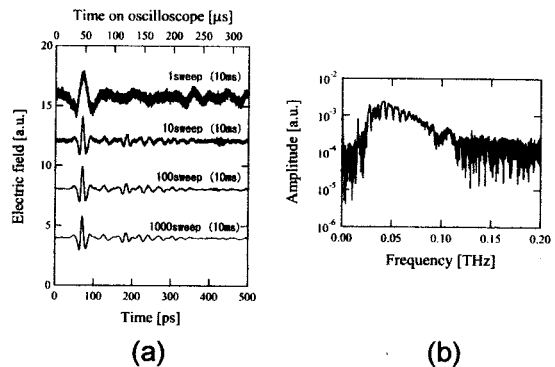 Time on oscilloscope [μs]
0 50 100 150 200 250 300
20
15
10
5
0
Electric field [a.u.]
1sweep (10ms)
10sweep (10ms)
100sweep (10ms)
1000sweep (10ms)
0 100 200 300 400 500
Time [ps]
(a)
10-2
10-3
10-4
10-5
10-6
Amplitude [a.u.]
0.00 0.05 0.10 0.15 0.20
Frequency [THz]
(b)